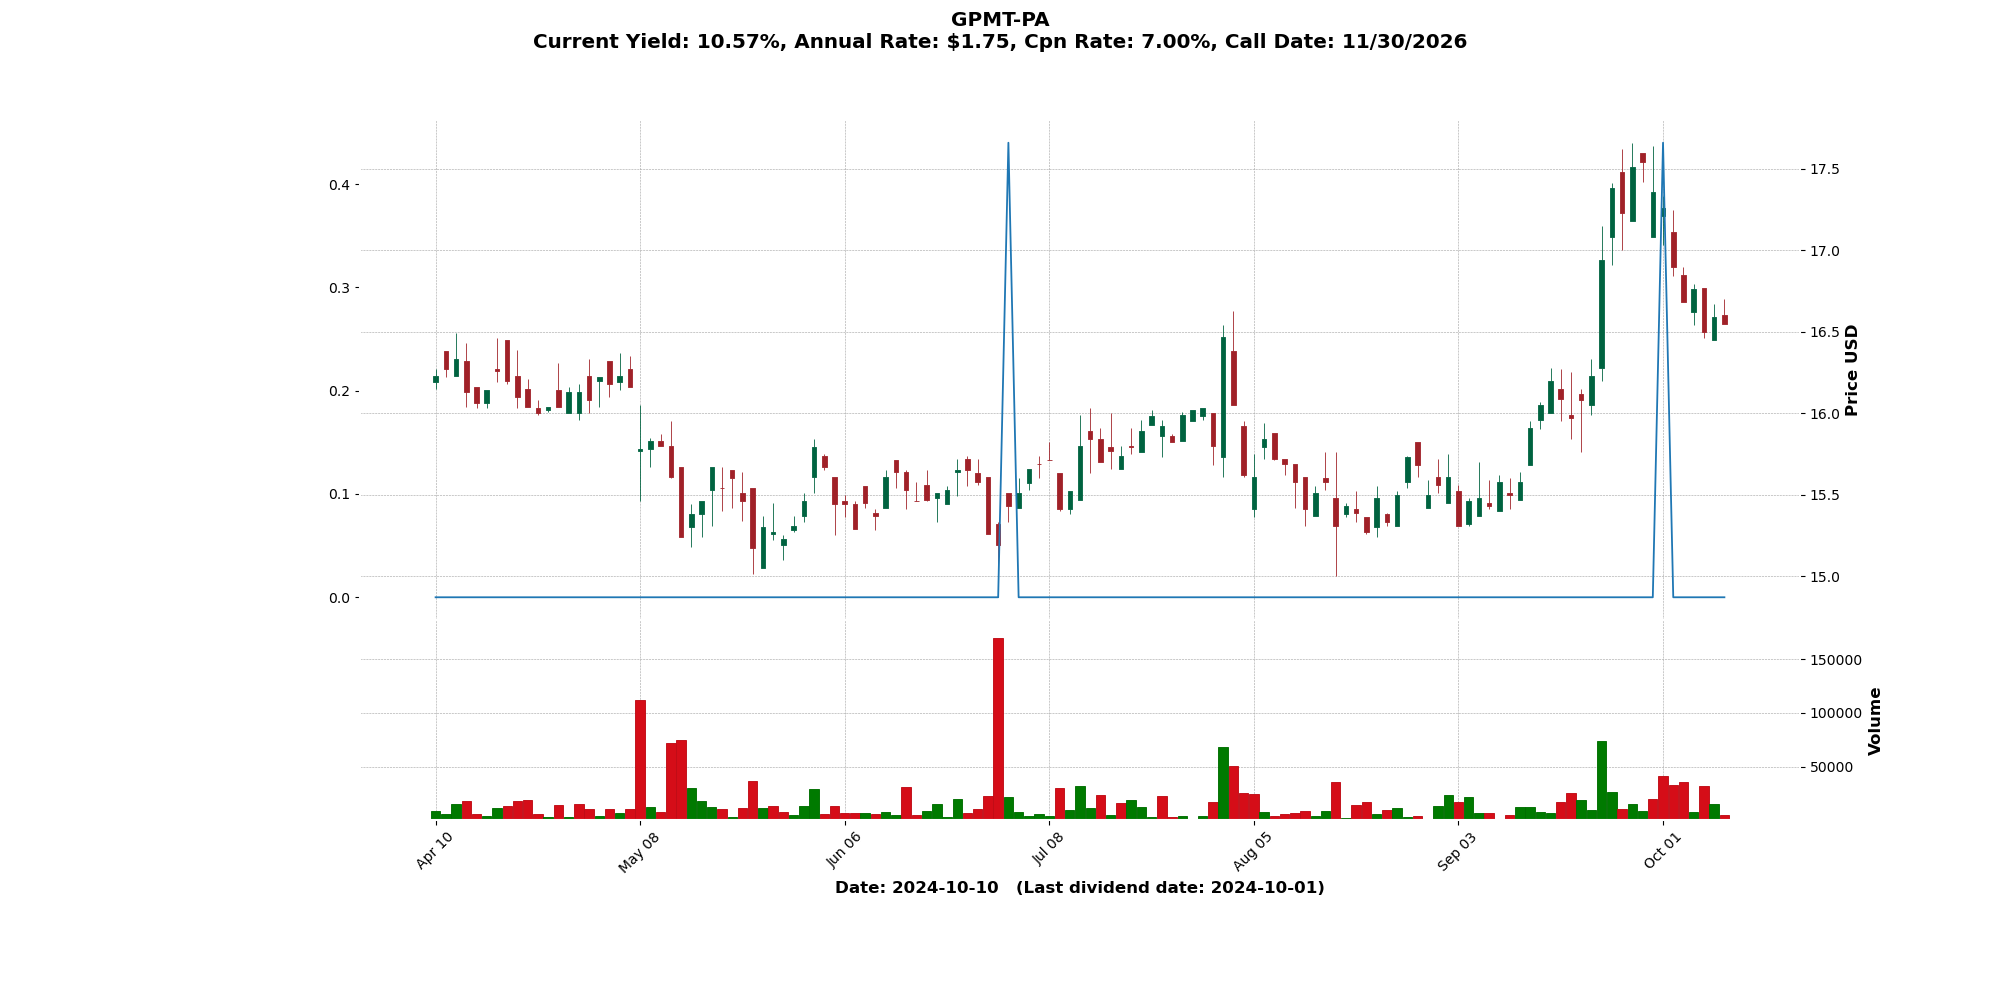 GPMT-PA
Current Yield: 10.57%, Annual Rate: $1.75, Cpn Rate: 7.00%, Call Date: 11/30/2026
0.4
0.3
0.2
0.1
0.0
17.5
17.0
16.5
16.0
15.5
15.0
Price USD
150000
100000
50000
Volume
Apr 10
May 08
Jun 06
Jul 08
Aug 05
Sep 03
Oct 01
Date: 2024-10-10   (Last dividend date: 2024-10-01)